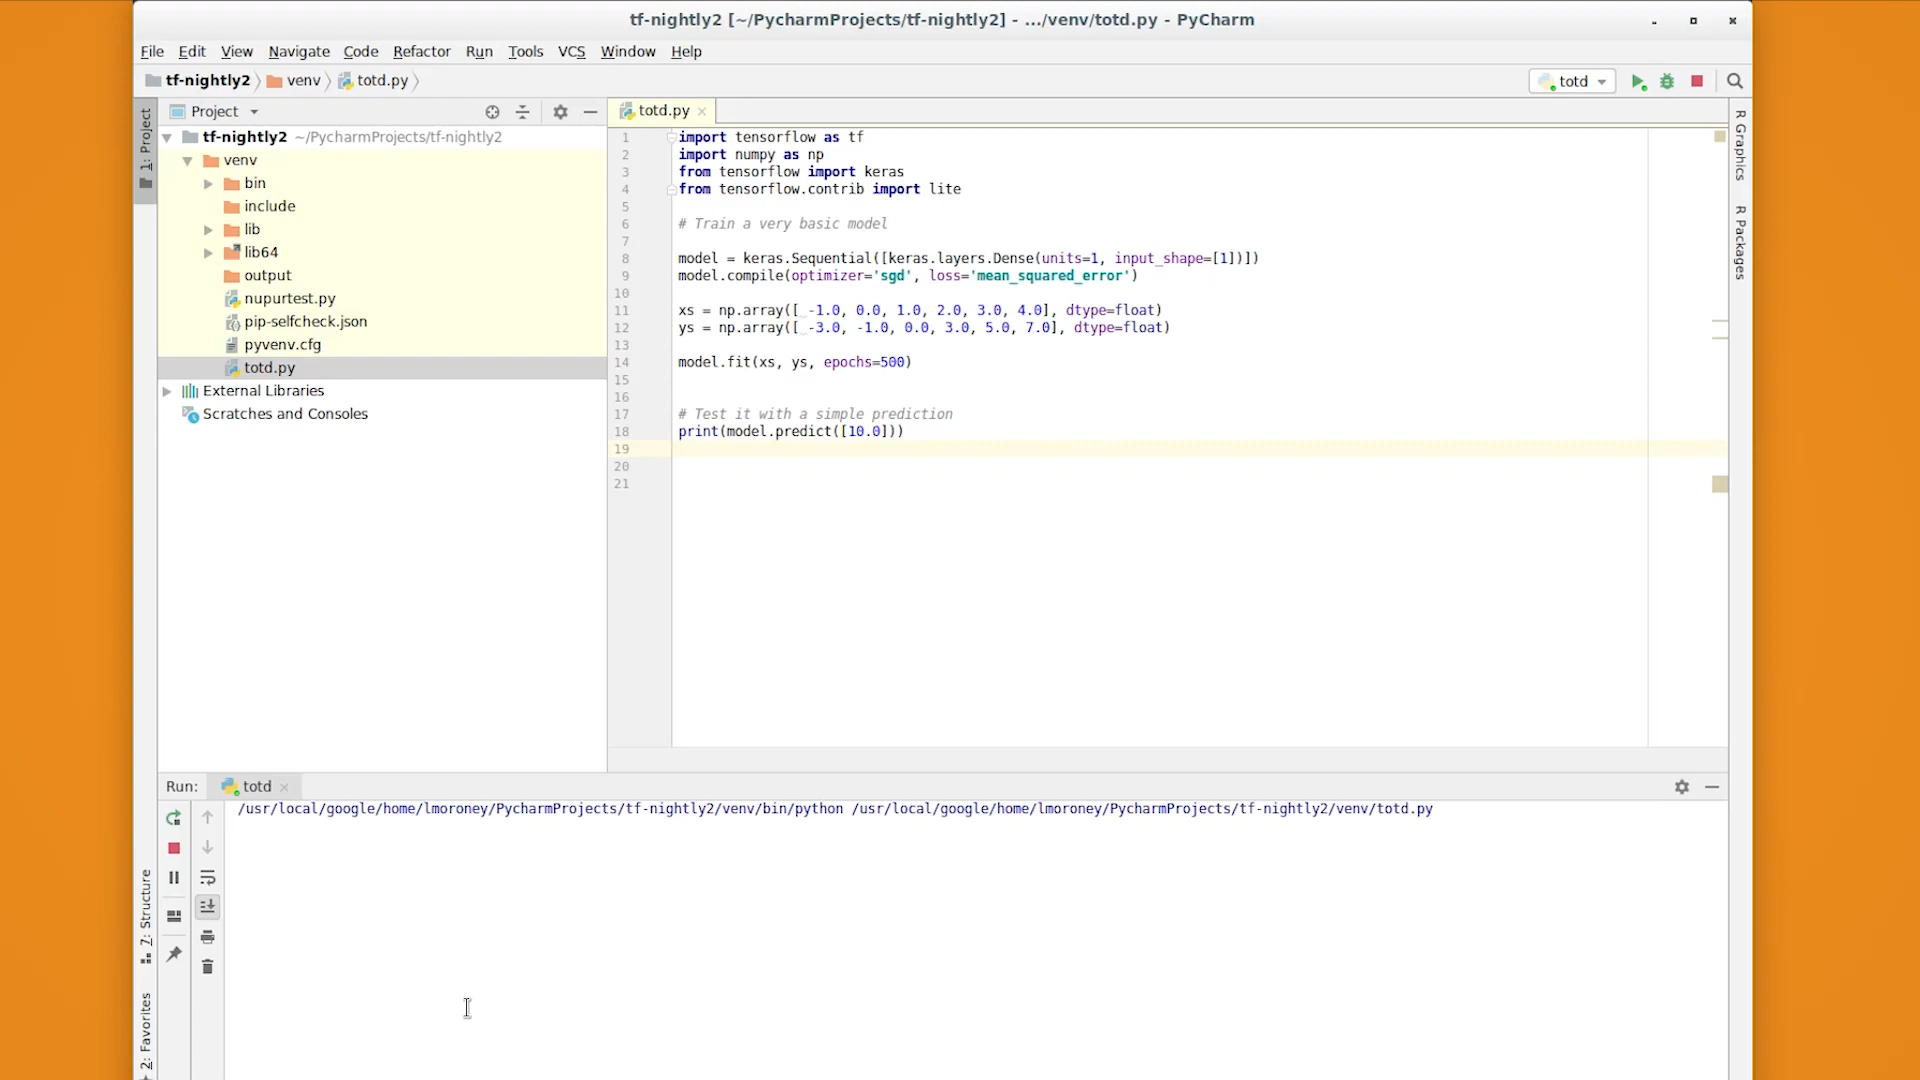 tf-nightly2 [~/PycharmProjects/tf-nightly2] - .../venv/totd.py - PyCharm
File Edit View Navigate Code Refactor Run Tools VCS Window Help
tf-nightly2 venv totd.py
totd
1: Project
Project
tf-nightly2 ~/PycharmProjects/tf-nightly2
venv
bin
include
lib
lib64
output
nupurtest.py
pip-selfcheck.json
pyvenv.cfg
totd.py
External Libraries
Scratches and Consoles
totd.py
1 import tensorflow as tf
2 import numpy as np
3 from tensorflow import keras
4 from tensorflow.contrib import lite
5
6 # Train a very basic model
7
8 model = keras.Sequential([keras.layers.Dense(units=1, input_shape=[1])])
9 model.compile(optimizer='sgd', loss='mean_squared_error')
10
11 xs = np.array([ -1.0, 0.0, 1.0, 2.0, 3.0, 4.0], dtype=float)
12 ys = np.array([ -3.0, -1.0, 0.0, 3.0, 5.0, 7.0], dtype=float)
13
14 model.fit(xs, ys, epochs=500)
15
16
17 # Test it with a simple prediction
18 print(model.predict([10.0]))
19
20
21
R Graphics
R Packages
Run: totd
/usr/local/google/home/lmoroney/PycharmProjects/tf-nightly2/venv/bin/python /usr/local/google/home/lmoroney/PycharmProjects/tf-nightly2/venv/totd.py
7: Structure
2: Favorites